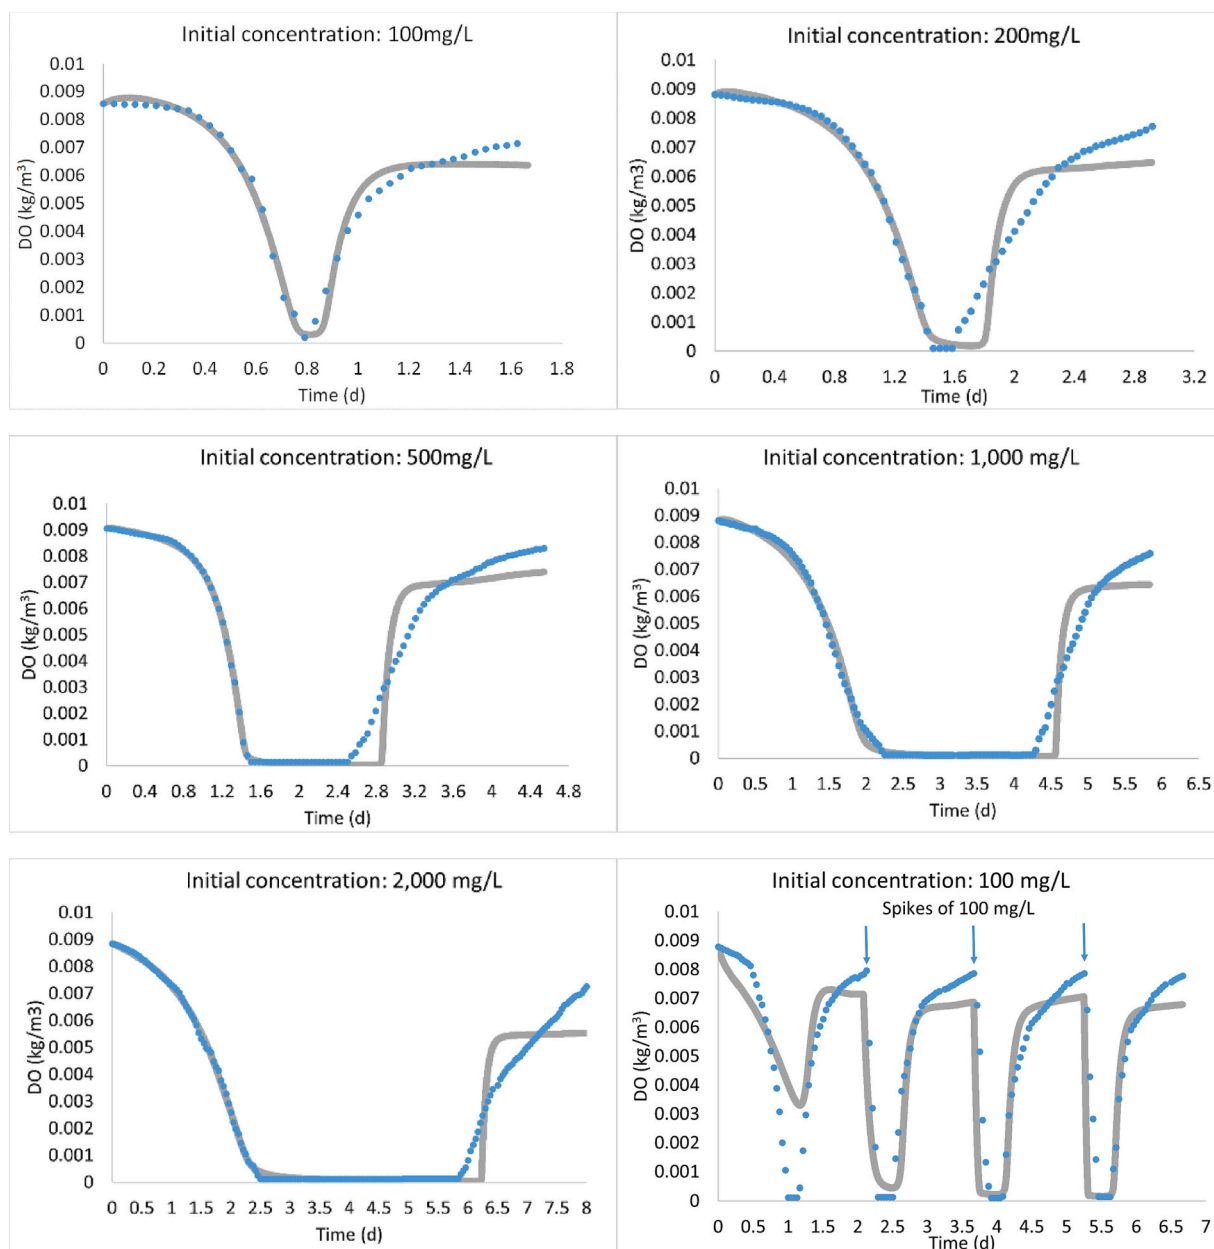 Initial concentration: 100mg/L
0.01
0.009
0.008
0.007
0.006
0.005
0.004
0.003
0.002
0.001
0
DO (kg/m³)
0 0.2 0.4 0.6 0.8 1 1.2 1.4 1.6 1.8
Time (d)
Initial concentration: 200mg/L
0.01
0.009
0.008
0.007
0.006
0.005
0.004
0.003
0.002
0.001
0
DO (kg/m3)
0 0.4 0.8 1.2 1.6 2 2.4 2.8 3.2
Time (d)
Initial concentration: 500mg/L
0.01
0.009
0.008
0.007
0.006
0.005
0.004
0.003
0.002
0.001
0
DO (kg/m³)
0 0.4 0.8 1.2 1.6 2 2.4 2.8 3.2 3.6 4 4.4 4.8
Time (d)
Initial concentration: 1,000 mg/L
0.01
0.009
0.008
0.007
0.006
0.005
0.004
0.003
0.002
0.001
0
DO (kg/m³)
0 0.5 1 1.5 2 2.5 3 3.5 4 4.5 5 5.5 6 6.5
Time (d)
Initial concentration: 2,000 mg/L
0.01
0.009
0.008
0.007
0.006
0.005
0.004
0.003
0.002
0.001
0
DO (kg/m3)
0 0.5 1 1.5 2 2.5 3 3.5 4 4.5 5 5.5 6 6.5 7 7.5 8
Time (d)
Initial concentration: 100 mg/L
Spikes of 100 mg/L
0.01
0.009
0.008
0.007
0.006
0.005
0.004
0.003
0.002
0.001
0
DO (kg/m³)
0 0.5 1 1.5 2 2.5 3 3.5 4 4.5 5 5.5 6 6.5 7
Time (d)